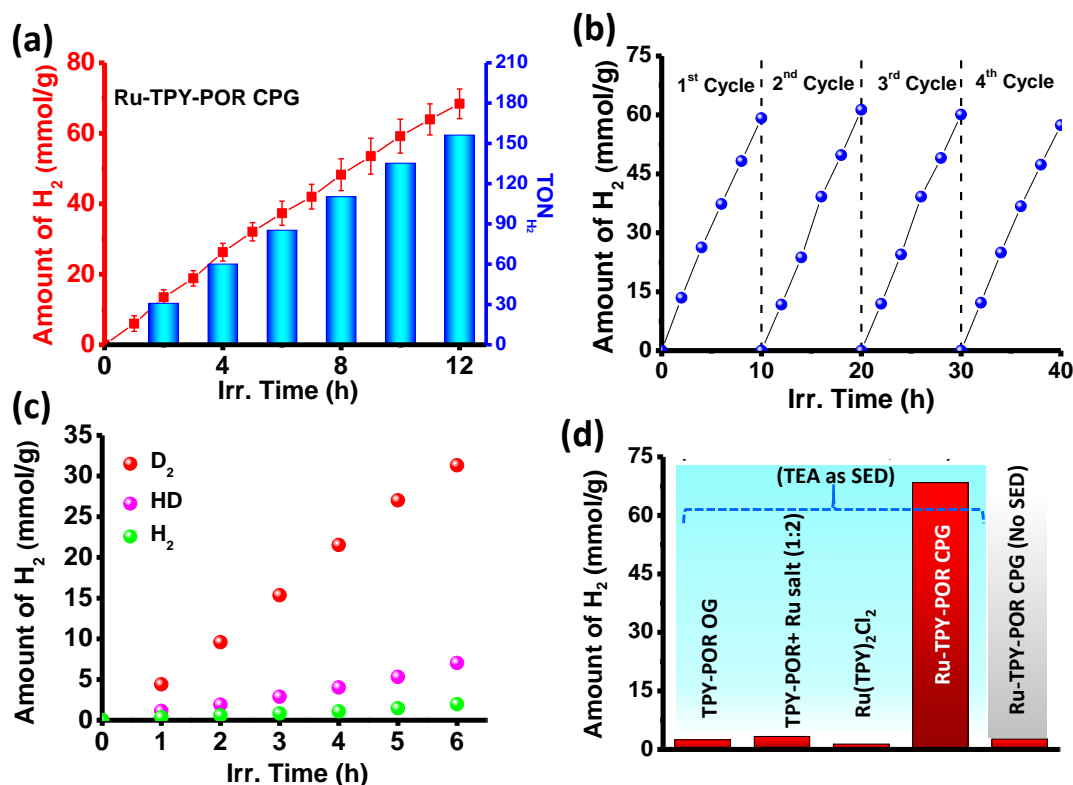 (a)
Amount of H2 (mmol/g)
80
60
40
20
0
Ru-TPY-POR CPG
210
180
150
120
90
60
30
0
TONH2
0
4
8
12
Irr. Time (h)
(b)
Amount of H2 (mmol/g)
75
60
45
30
15
0
1st Cycle
2nd Cycle
3rd Cycle
4th Cycle
0
10
20
30
40
Irr. Time (h)
(c)
Amount of H2 (mmol/g)
35
30
25
20
15
10
5
0
D2
HD
H2
0
1
2
3
4
5
6
Irr. Time (h)
(d)
Amount of H2 (mmol/g)
75
60
45
30
15
0
(TEA as SED)
TPY-POR OG
TPY-POR+ Ru salt (1:2)
Ru(TPY)2Cl2
Ru-TPY-POR CPG
Ru-TPY-POR CPG (No SED)